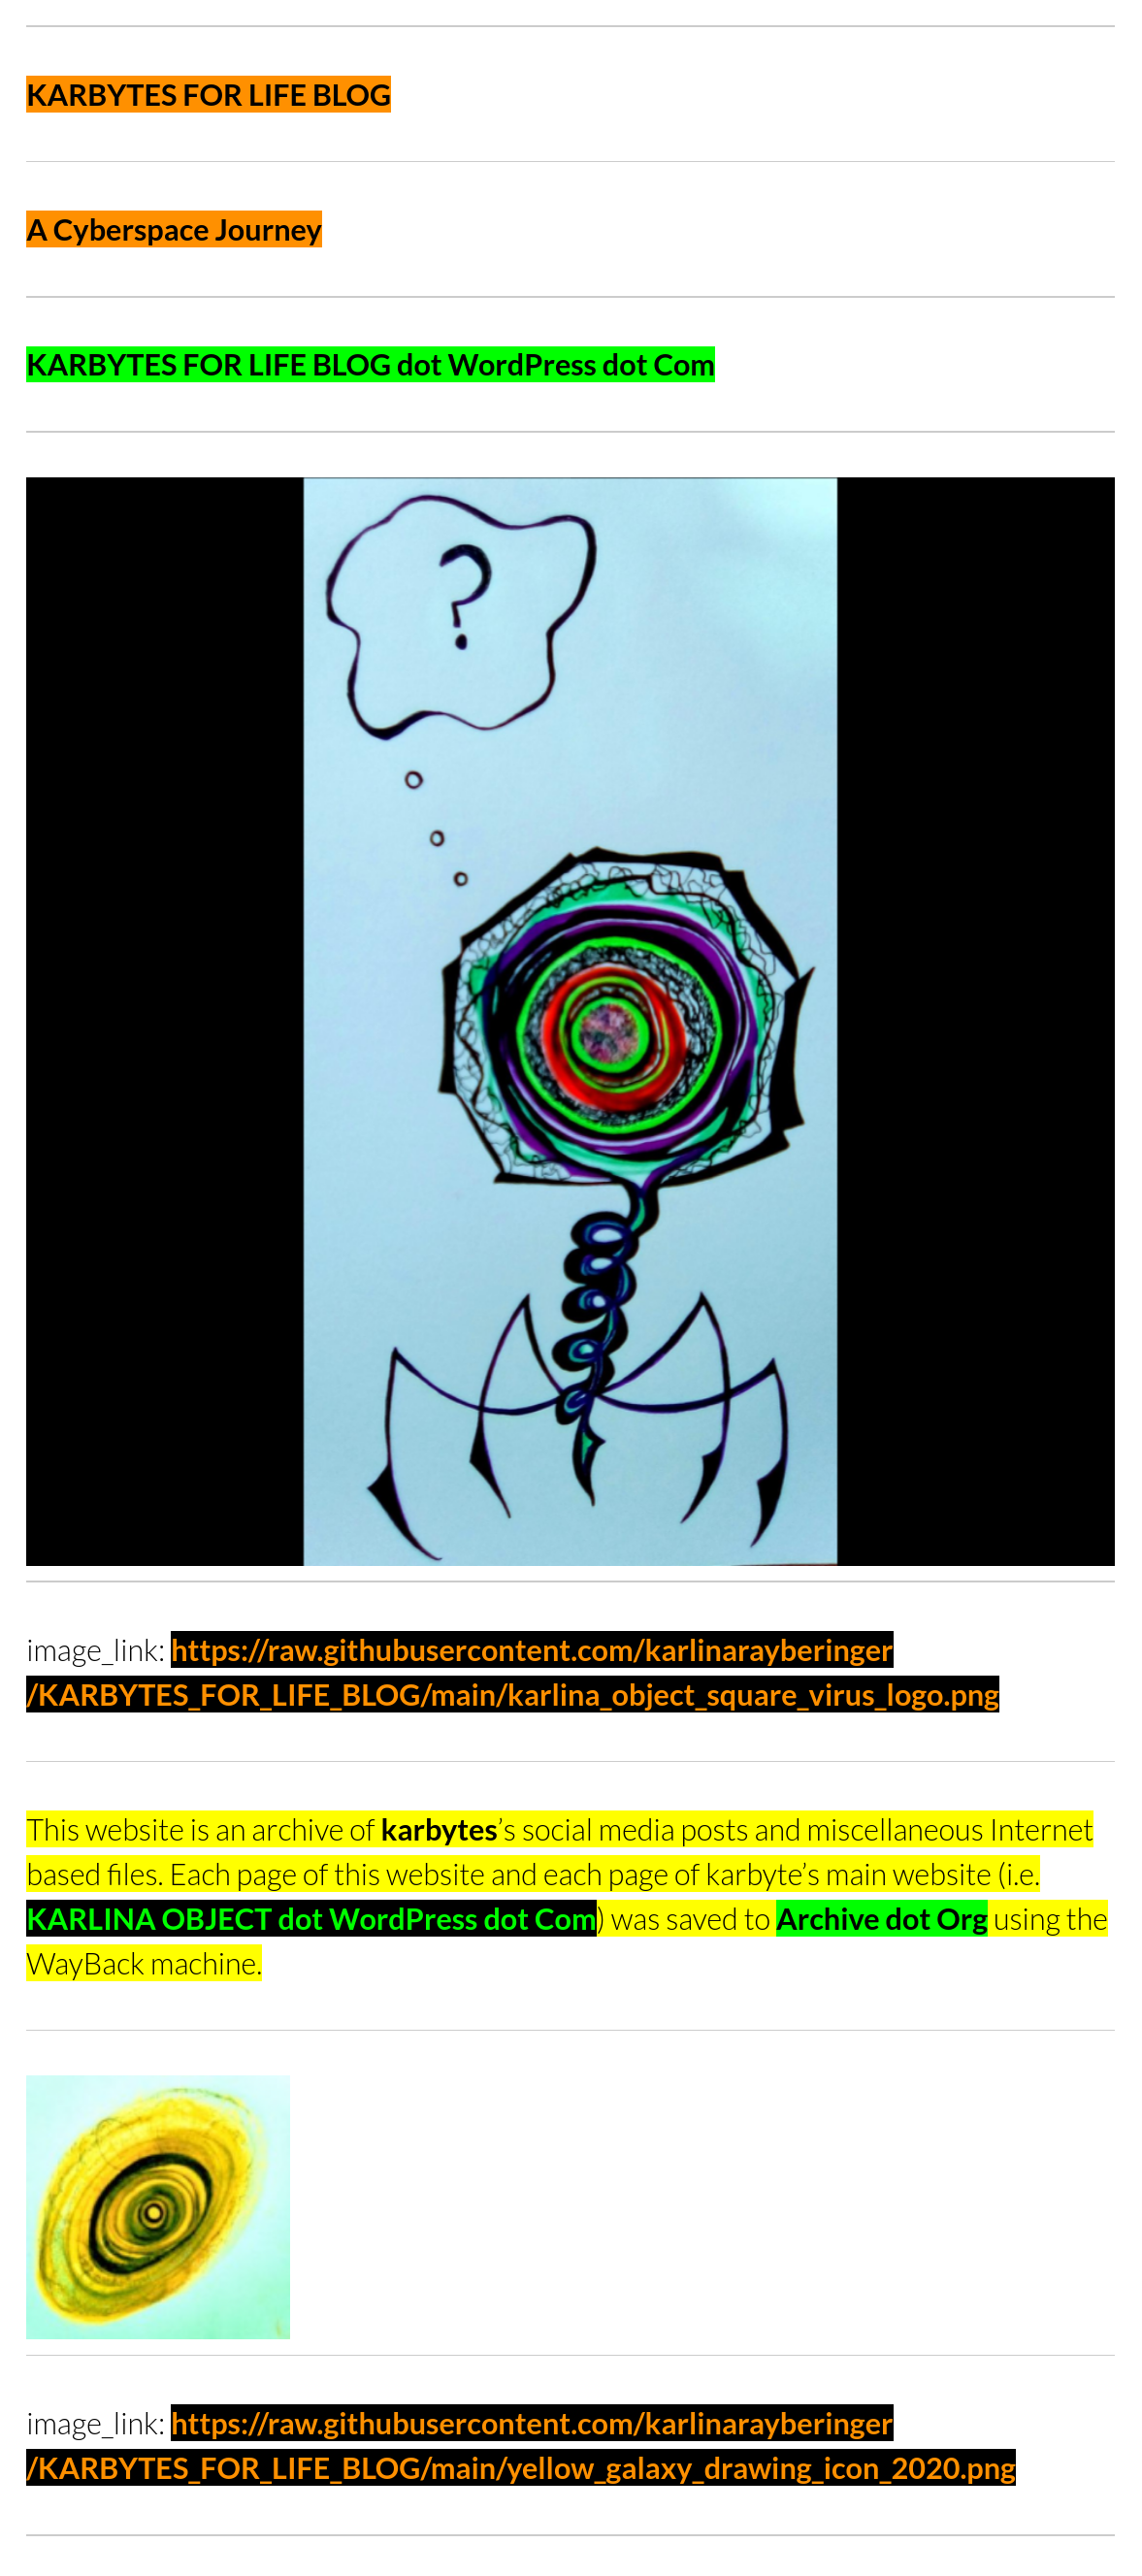 KARBYTES FOR LIFE BLOG
A Cyberspace Journey
KARBYTES FOR LIFE BLOG dot WordPress dot Com
?
image_link: https://raw.githubusercontent.com/karlinarayberinger
/KARBYTES_FOR_LIFE_BLOG/main/karlina_object_square_virus_logo.png
This website is an archive of karbytes’s social media posts and miscellaneous Internet
based files. Each page of this website and each page of karbyte’s main website (i.e.
KARLINA OBJECT dot WordPress dot Com) was saved to Archive dot Org using the
WayBack machine.
image_link: https://raw.githubusercontent.com/karlinarayberinger
/KARBYTES_FOR_LIFE_BLOG/main/yellow_galaxy_drawing_icon_2020.png